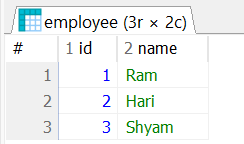 employee (3r × 2c)
# 1 id 2 name
1 1 Ram
2 2 Hari
3 3 Shyam